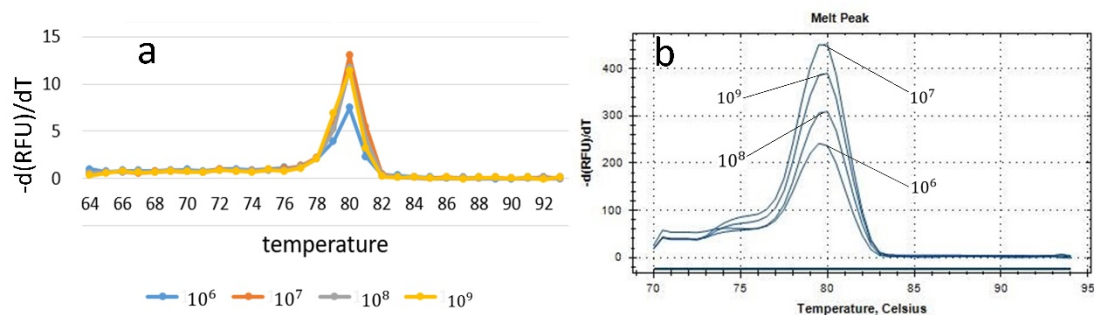 a
-d(RFU)/dT
15
10
5
0
64 66 68 70 72 74 76 78 80 82 84 86 88 90 92
temperature
10⁶ 10⁷ 10⁸ 10⁹
Melt Peak
b
-d(RFU)/dT
400
300
200
100
0
10⁹
10⁷
10⁸
10⁶
70 75 80 85 90 95
Temperature, Celsius